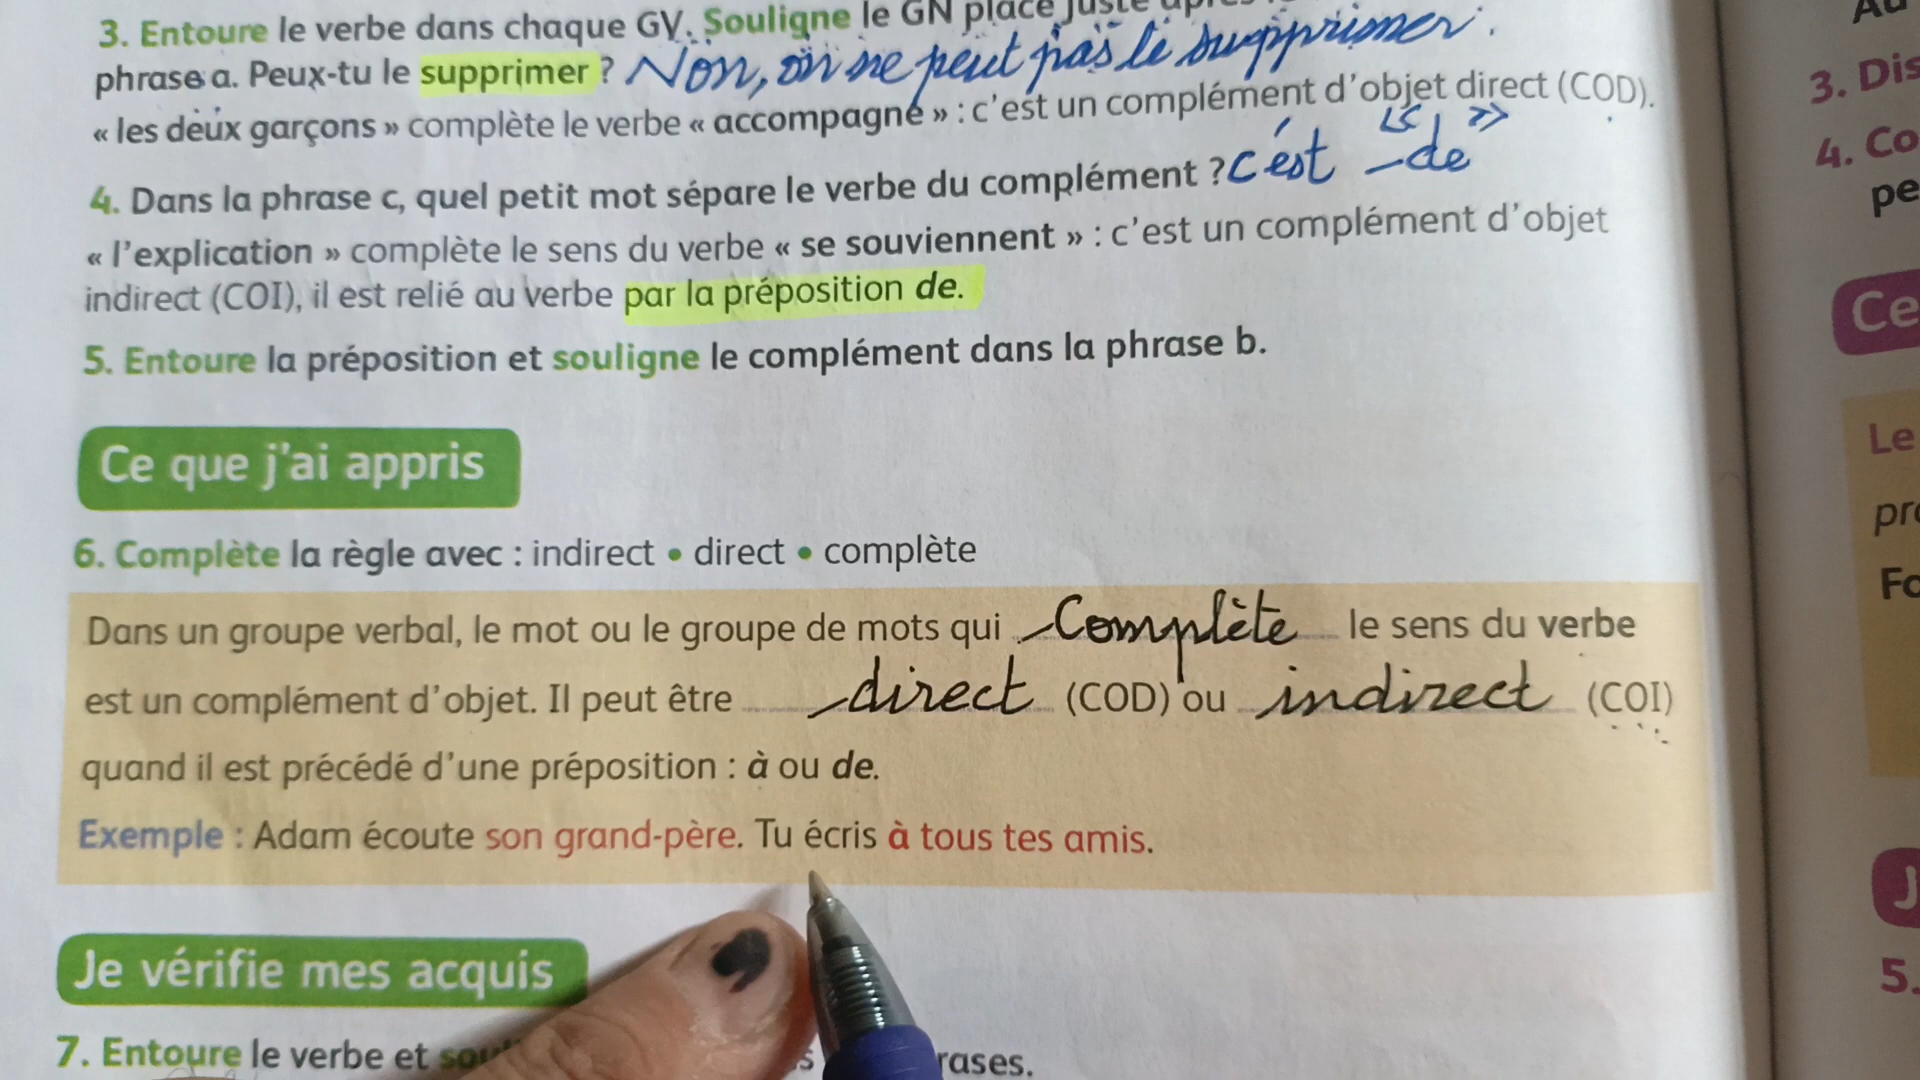 3. Entoure le verbe dans chaque GV. Souligne le GN placé juste
phrase a. Peux-tu le supprimer ? Non, on ne peut pas le supprimer.
« les deux garçons » complète le verbe « accompagne » : c'est un complément d'objet direct (COD).
4. Dans la phrase c, quel petit mot sépare le verbe du complément ? c'est « de »
« l'explication » complète le sens du verbe « se souviennent » : c'est un complément d'objet
indirect (COI), il est relié au verbe par la préposition de.
5. Entoure la préposition et souligne le complément dans la phrase b.
Ce que j'ai appris
6. Complète la règle avec : indirect • direct • complète
Dans un groupe verbal, le mot ou le groupe de mots qui Complète le sens du verbe
est un complément d'objet. Il peut être direct (COD) ou indirect (COI)
quand il est précédé d'une préposition : à ou de.
Exemple : Adam écoute son grand-père. Tu écris à tous tes amis.
Je vérifie mes acquis
7. Entoure le verbe et
3. Dis
4. Co
pe
Ce
Le
pro
Fo
J
5.